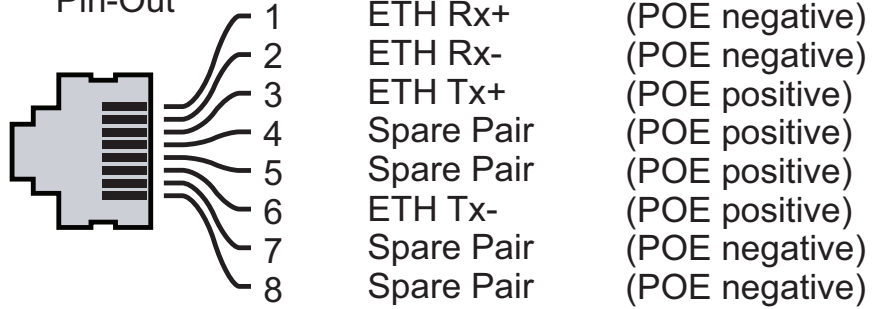 Pin-Out
1 ETH Rx+ (POE negative)
2 ETH Rx- (POE negative)
3 ETH Tx+ (POE positive)
4 Spare Pair (POE positive)
5 Spare Pair (POE positive)
6 ETH Tx- (POE positive)
7 Spare Pair (POE negative)
8 Spare Pair (POE negative)